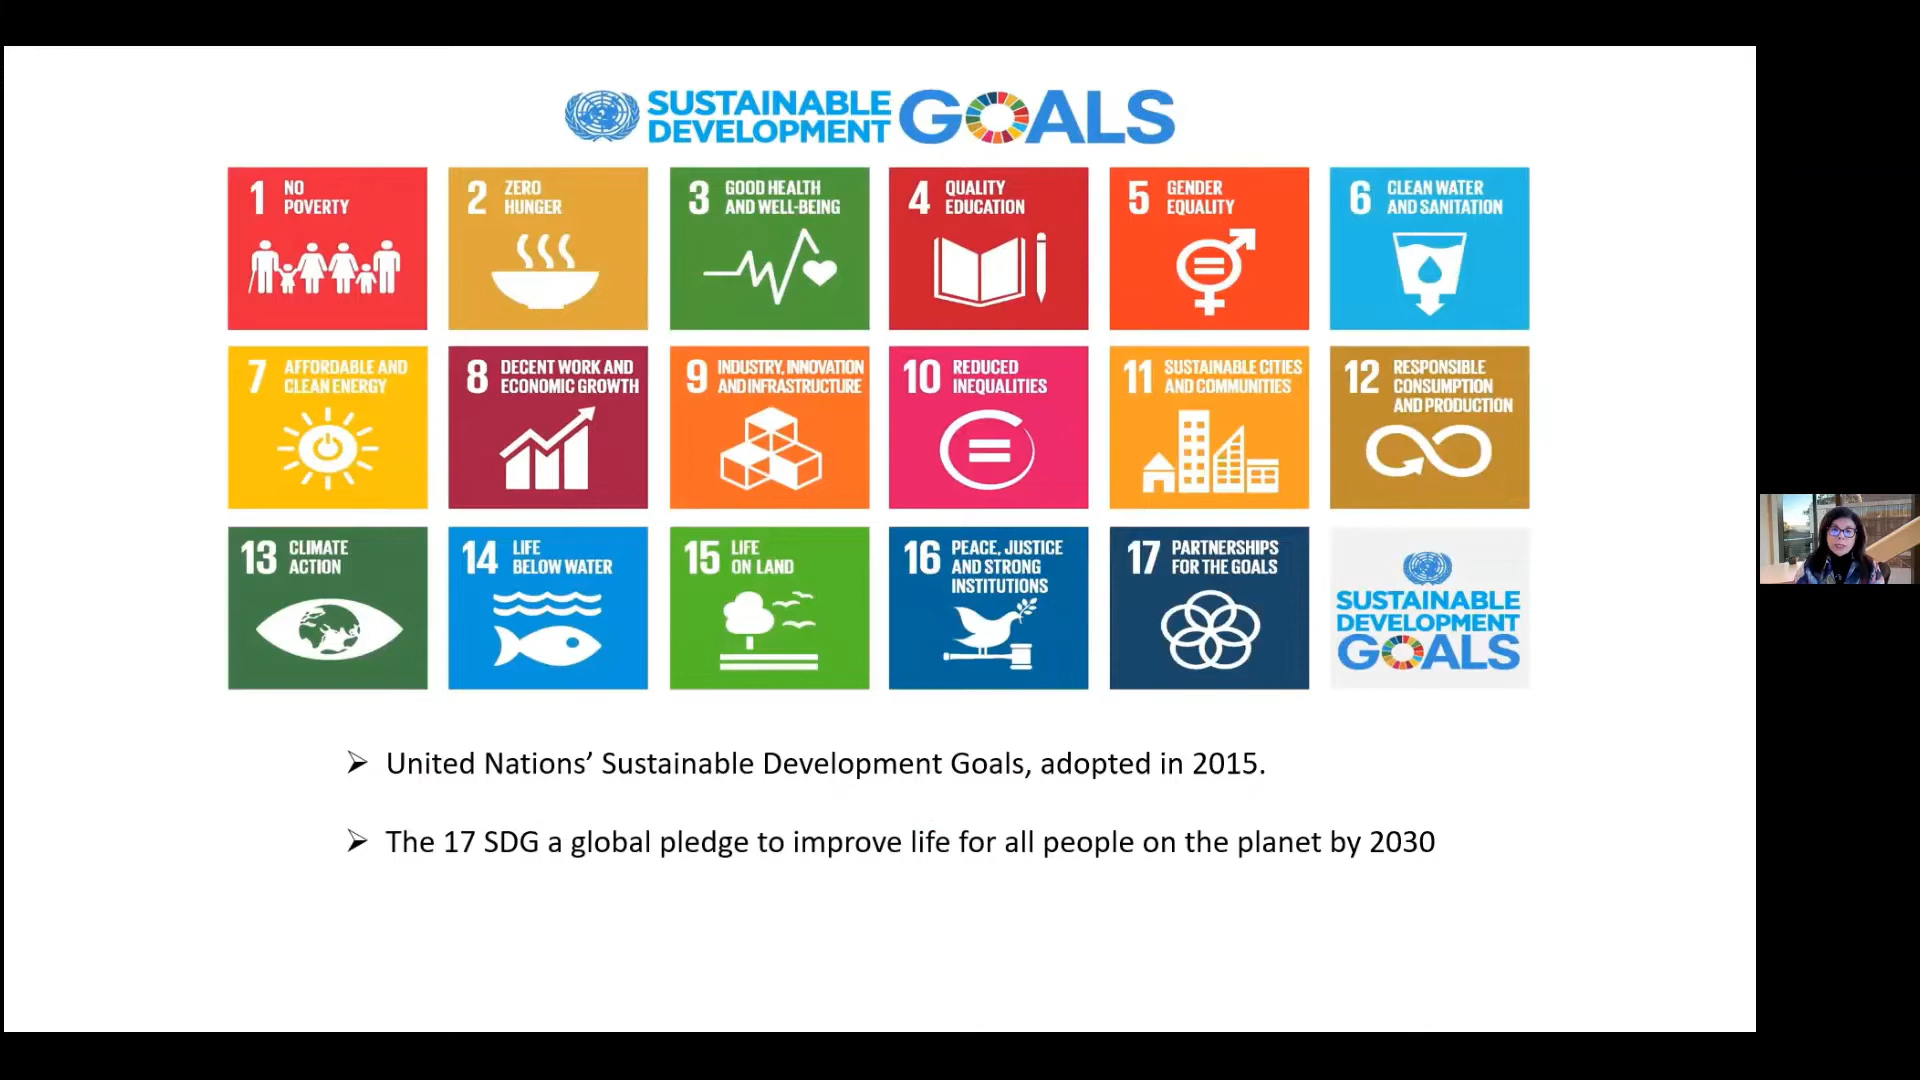 SUSTAINABLE
DEVELOPMENT
GOALS
1 NO
POVERTY
2 ZERO
HUNGER
3 GOOD HEALTH
AND WELL-BEING
4 QUALITY
EDUCATION
5 GENDER
EQUALITY
6 CLEAN WATER
AND SANITATION
7 AFFORDABLE AND
CLEAN ENERGY
8 DECENT WORK AND
ECONOMIC GROWTH
9 INDUSTRY, INNOVATION
AND INFRASTRUCTURE
10 REDUCED
INEQUALITIES
11 SUSTAINABLE CITIES
AND COMMUNITIES
12 RESPONSIBLE
CONSUMPTION
AND PRODUCTION
13 CLIMATE
ACTION
14 LIFE
BELOW WATER
15 LIFE
ON LAND
16 PEACE, JUSTICE
AND STRONG
INSTITUTIONS
17 PARTNERSHIPS
FOR THE GOALS
SUSTAINABLE
DEVELOPMENT
GOALS
United Nations’ Sustainable Development Goals, adopted in 2015.
The 17 SDG a global pledge to improve life for all people on the planet by 2030